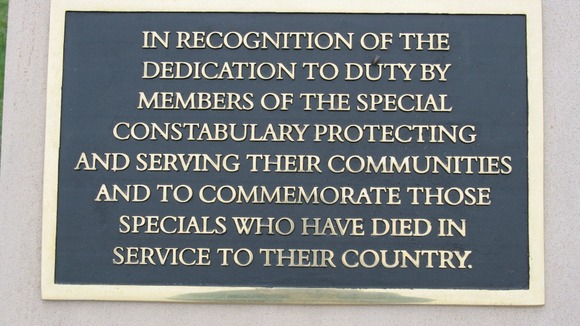 IN RECOGNITION OF THE
DEDICATION TO DUTY BY
MEMBERS OF THE SPECIAL
CONSTABULARY PROTECTING
AND SERVING THEIR COMMUNITIES
AND TO COMMEMORATE THOSE
SPECIALS WHO HAVE DIED IN
SERVICE TO THEIR COUNTRY.